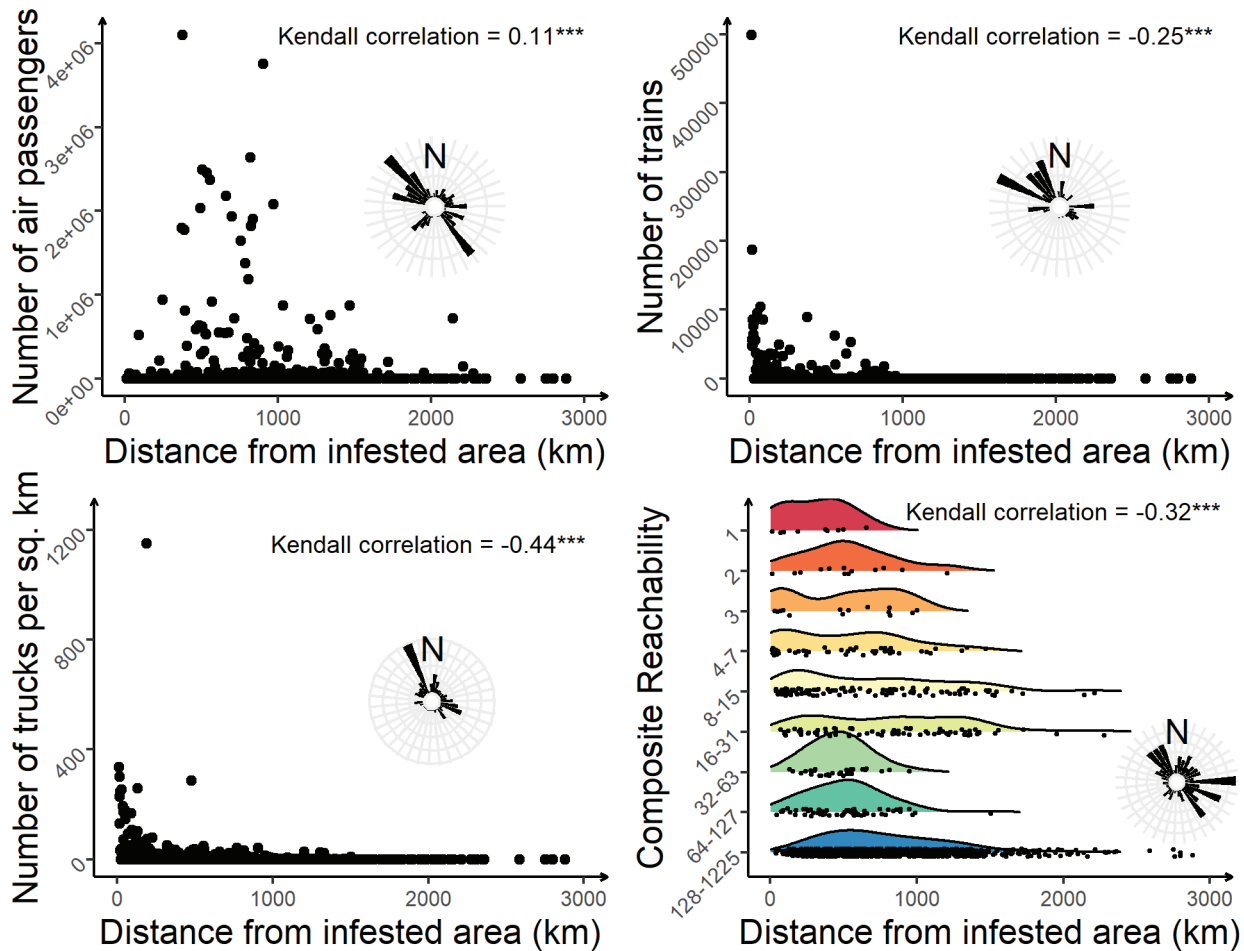 Number of air passengers
4e+06
3e+06
2e+06
1e+06
0e+00
Kendall correlation = 0.11***
N
0
1000
2000
3000
Distance from infested area (km)
Number of trains
50000
40000
30000
20000
10000
0
Kendall correlation = -0.25***
N
0
1000
2000
3000
Distance from infested area (km)
Number of trucks per sq. km
1200
800
400
0
Kendall correlation = -0.44***
N
0
1000
2000
3000
Distance from infested area (km)
Composite Reachability
1
2
3
4-7
8-15
16-31
32-63
64-127
128-1225
Kendall correlation = -0.32***
N
0
1000
2000
3000
Distance from infested area (km)